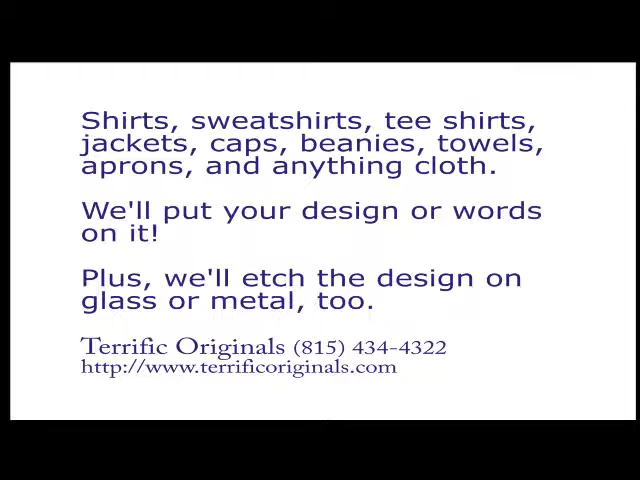 Shirts, sweatshirts, tee shirts,
jackets, caps, beanies, towels,
aprons, and anything cloth.
We'll put your design or words
on it!
Plus, we'll etch the design on
glass or metal, too.
Terrific Originals (815) 434-4322
http://www.terrificoriginals.com